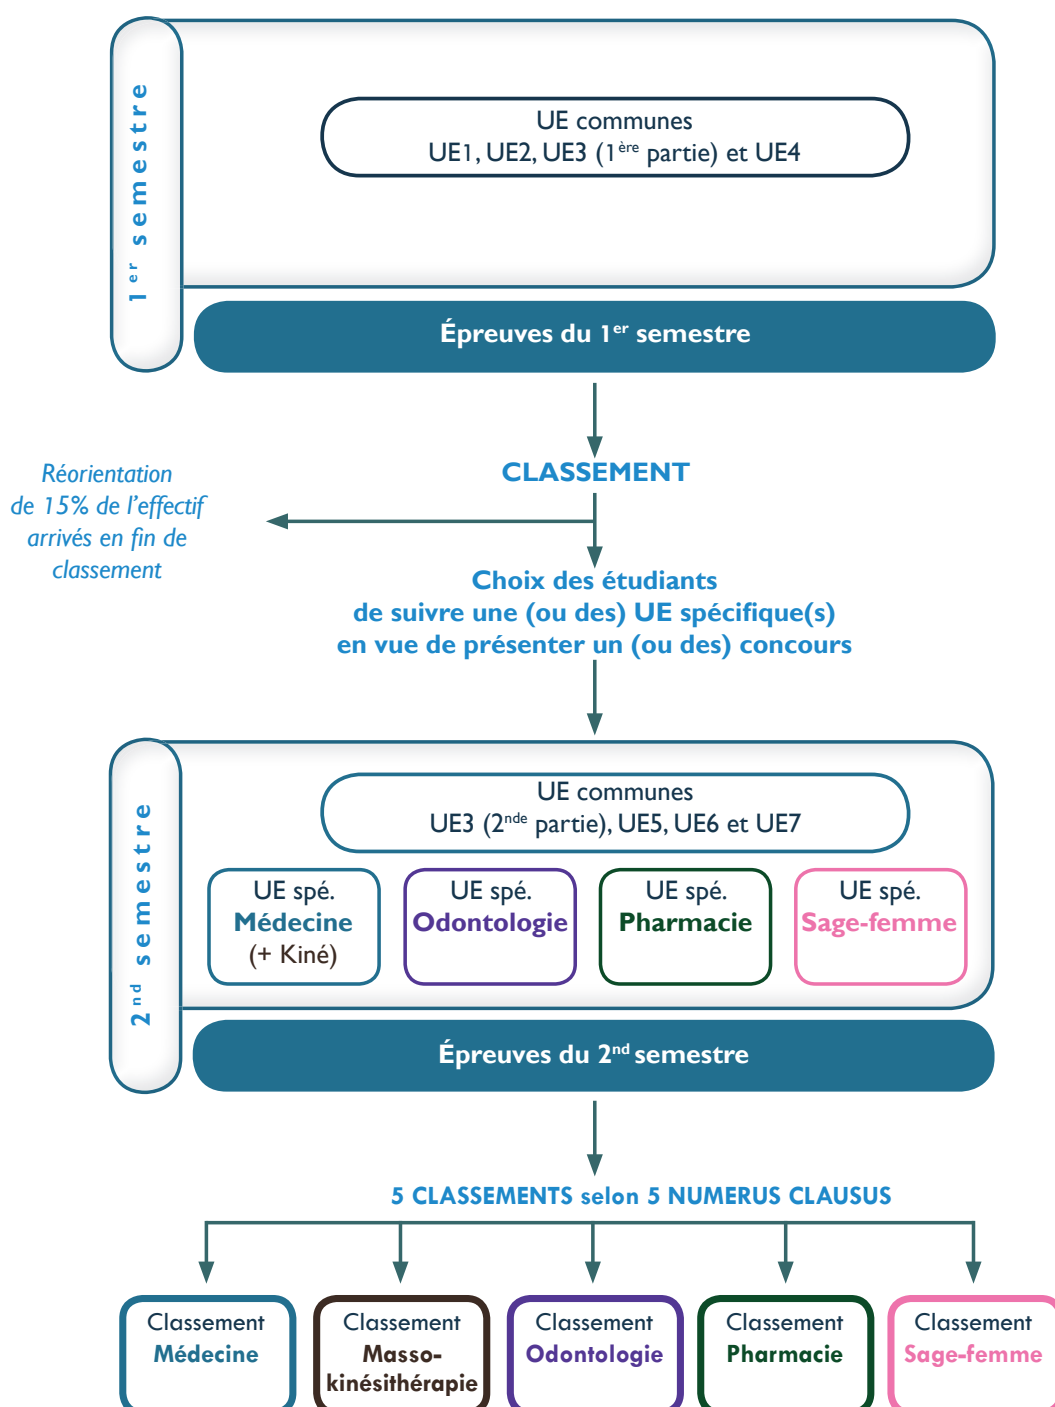 1er semestre
UE communes
UE1, UE2, UE3 (1ère partie) et UE4
Épreuves du 1er semestre
CLASSEMENT
Réorientation
de 15% de l'effectif
arrivés en fin de
classement
Choix des étudiants
de suivre une (ou des) UE spécifique(s)
en vue de présenter un (ou des) concours
2nd semestre
UE communes
UE3 (2nde partie), UE5, UE6 et UE7
UE spé.
Médecine
(+ Kiné)
UE spé.
Odontologie
UE spé.
Pharmacie
UE spé.
Sage-femme
Épreuves du 2nd semestre
5 CLASSEMENTS selon 5 NUMERUS CLAUSUS
Classement
Médecine
Classement
Masso-
kinésithérapie
Classement
Odontologie
Classement
Pharmacie
Classement
Sage-femme